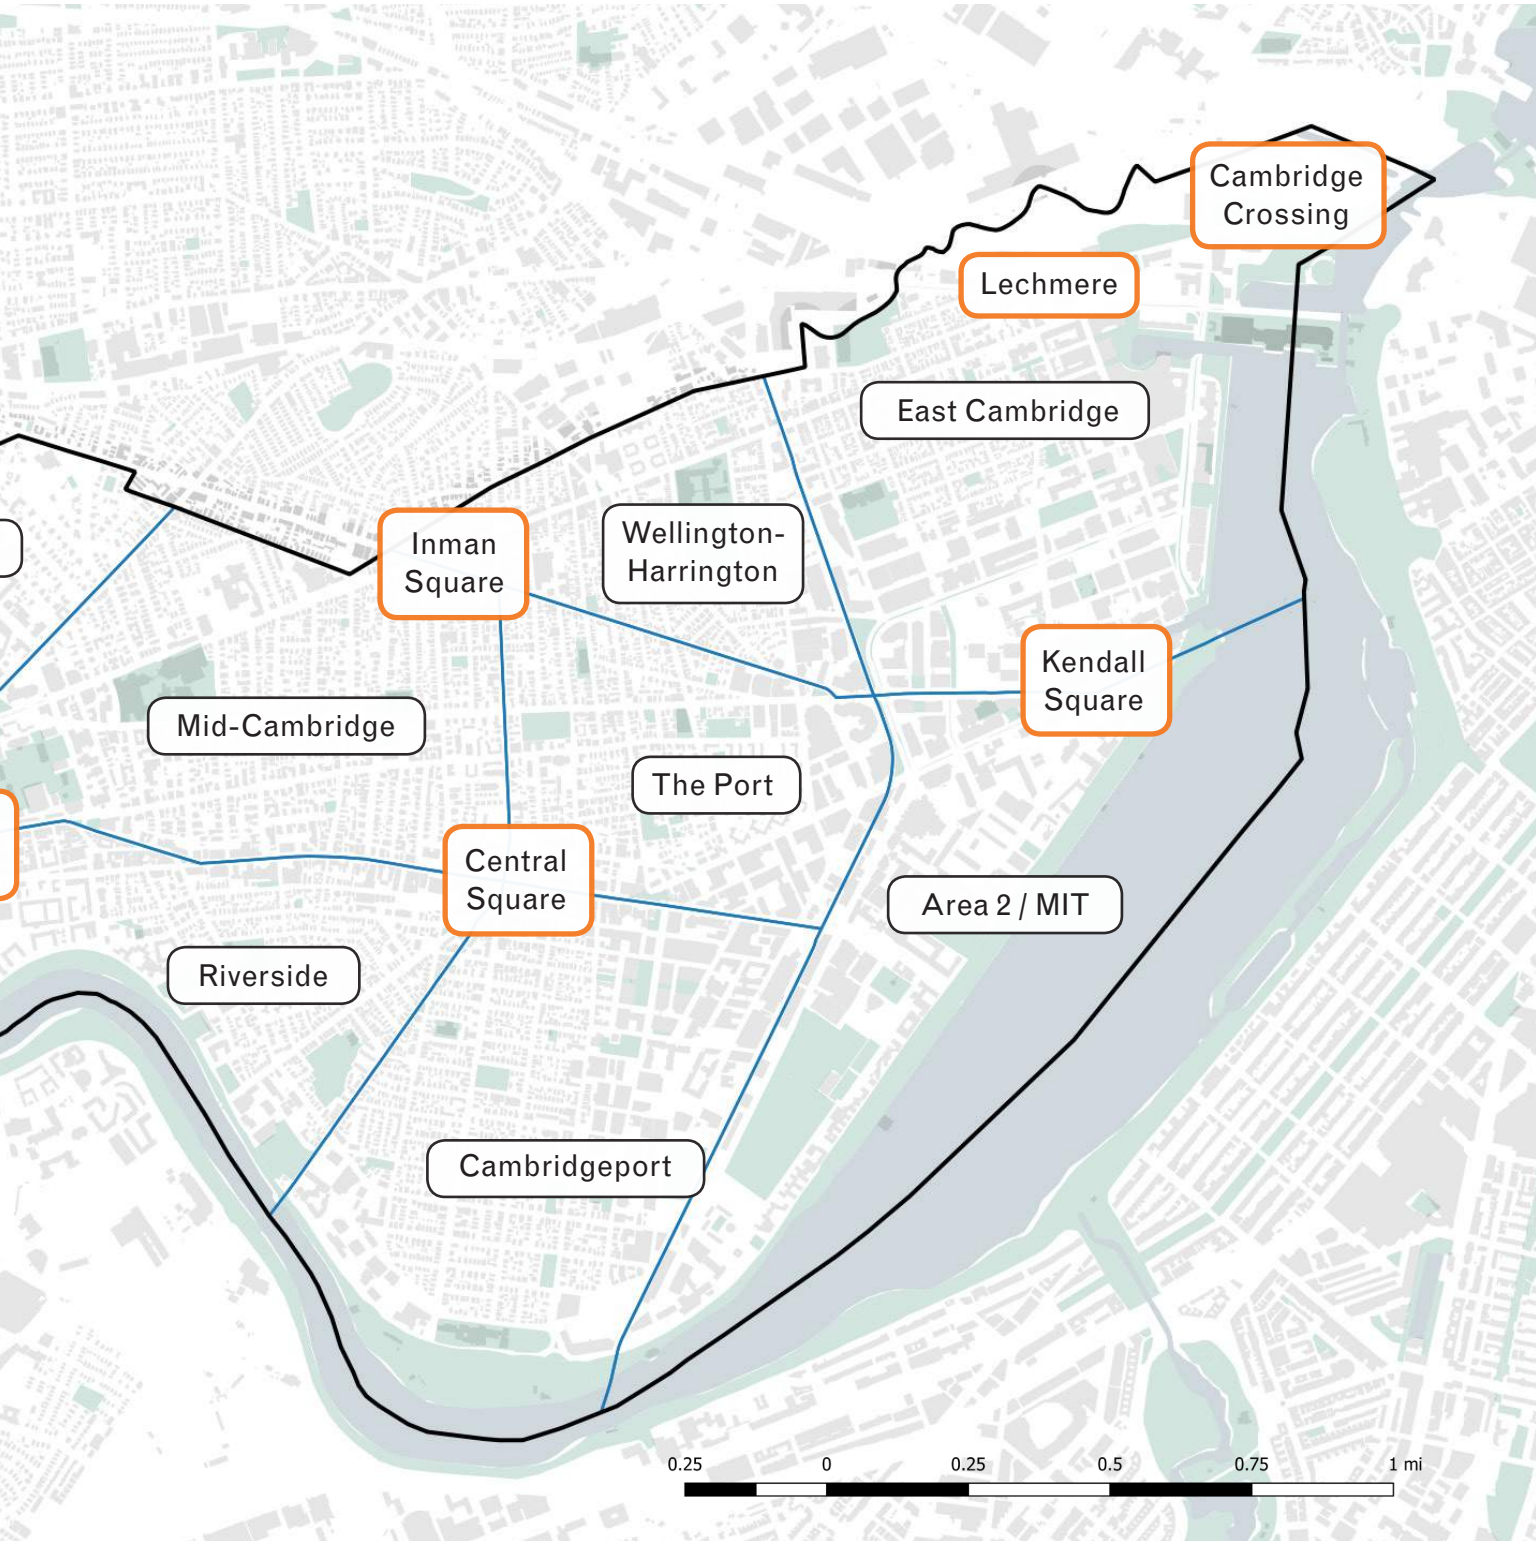 Cambridge
Crossing
Lechmere
East Cambridge
Inman
Square
Wellington-
Harrington
Kendall
Square
Mid-Cambridge
The Port
Central
Square
Area 2 / MIT
Riverside
Cambridgeport
0.25 0 0.25 0.5 0.75 1 mi